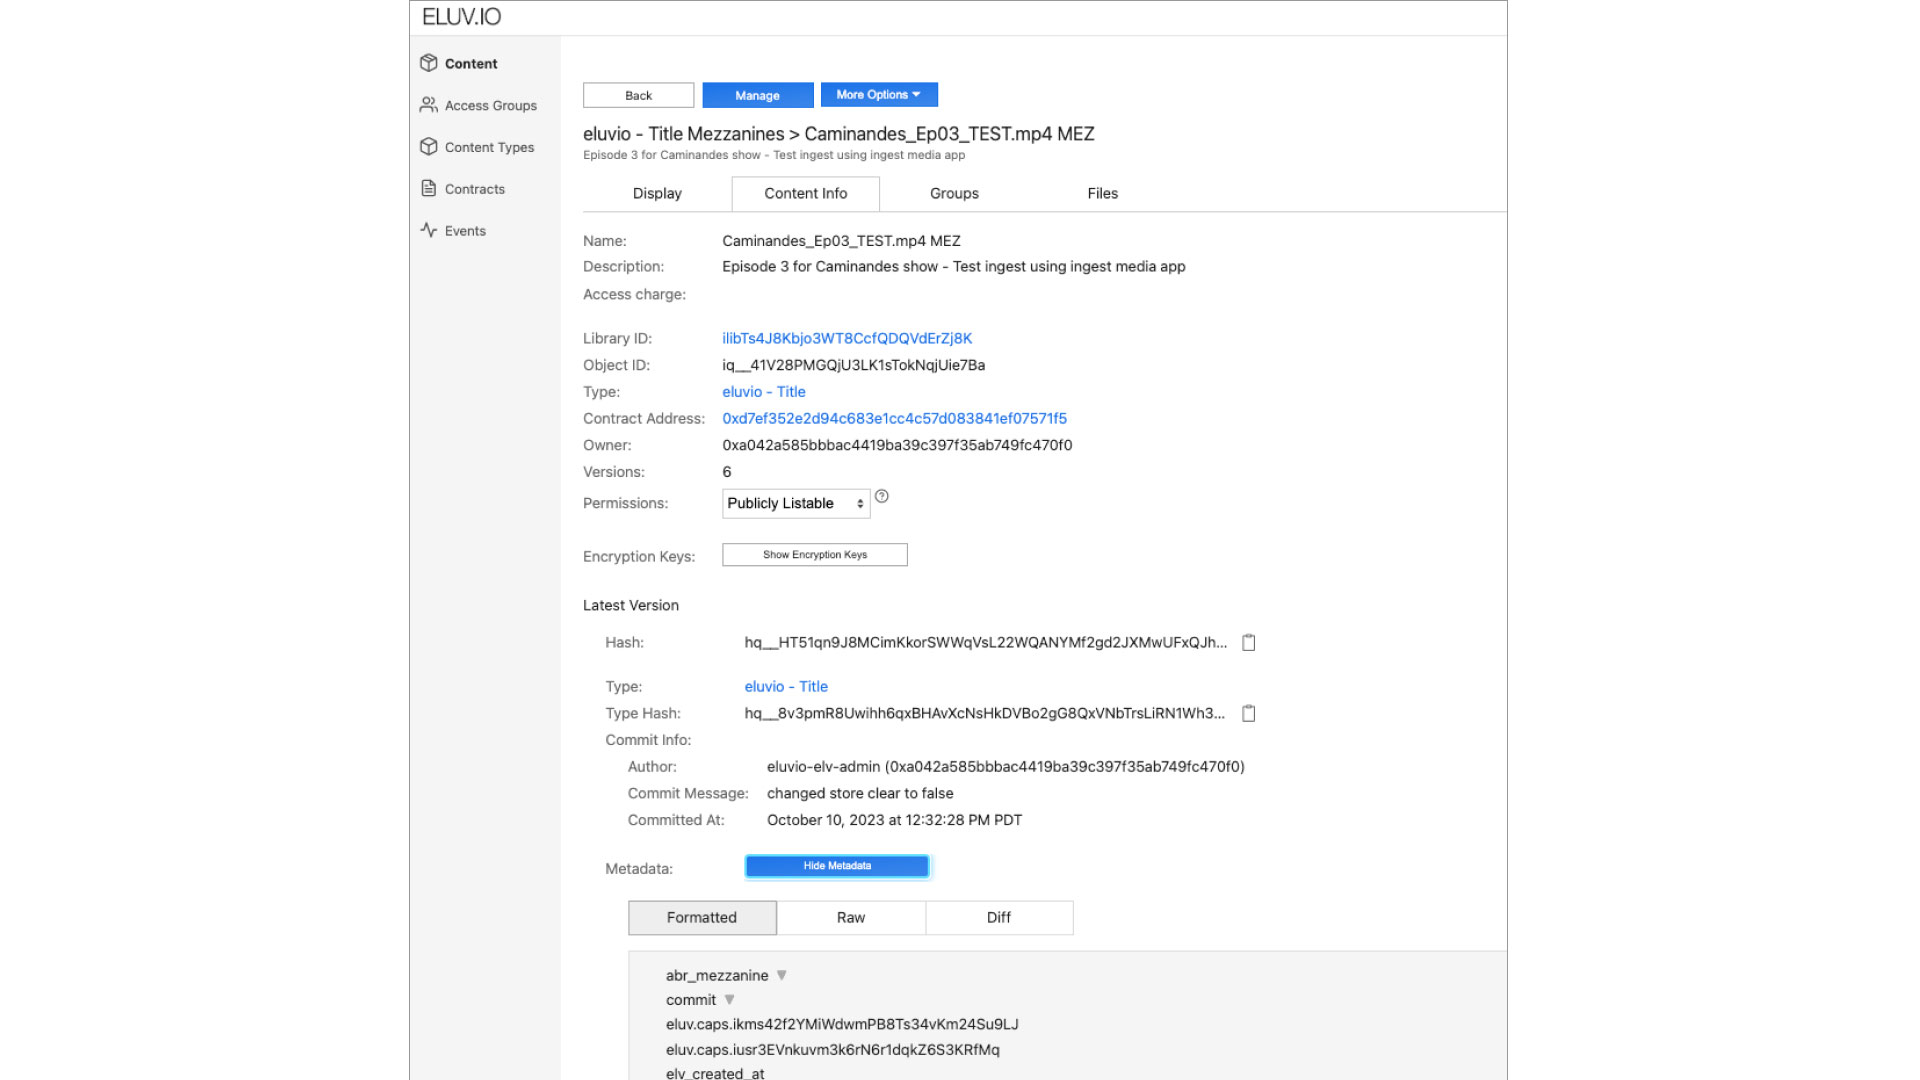 ELUV.IO
Content
Access Groups
Content Types
Contracts
Events
Back
Manage
More Options
eluvio - Title Mezzanines > Caminandes_Ep03_TEST.mp4 MEZ
Episode 3 for Caminandes show - Test ingest using ingest media app
Display
Content Info
Groups
Files
Name: Caminandes_Ep03_TEST.mp4 MEZ
Description: Episode 3 for Caminandes show - Test ingest using ingest media app
Access charge:
Library ID: ilibTs4J8Kbjo3WT8CcfQDQVdErZj8K
Object ID: iq__41V28PMGQjU3LK1sTokNqjUie7Ba
Type: eluvio - Title
Contract Address: 0xd7ef352e2d94c683e1cc4c57d083841ef07571f5
Owner: 0xa042a585bbbac4419ba39c397f35ab749fc470f0
Versions: 6
Permissions: Publicly Listable
Encryption Keys: Show Encryption Keys
Latest Version
Hash: hq__HT51qn9J8MCimKkorSWWqVsL22WQANYMf2gd2JXMwUFxQJh...
Type: eluvio - Title
Type Hash: hq__8v3pmR8Uwihh6qxBHAvXcNsHkDVBo2gG8QxVNbTrsLiRN1Wh3...
Commit Info:
Author: eluvio-elv-admin (0xa042a585bbbac4419ba39c397f35ab749fc470f0)
Commit Message: changed store clear to false
Committed At: October 10, 2023 at 12:32:28 PM PDT
Metadata: Hide Metadata
Formatted
Raw
Diff
abr_mezzanine
commit
eluv.caps.ikms42f2YMiWdwmPB8Ts34vKm24Su9LJ
eluv.caps.iusr3EVnkuvm3k6rN6r1dqkZ6S3KRfMq
elv_created_at